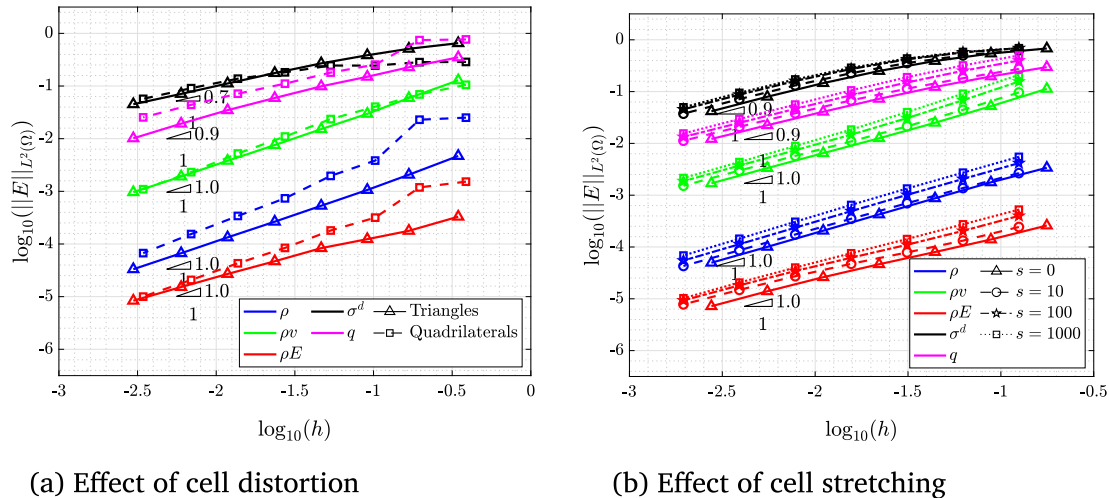 0
-1
-2
-3
-4
-5
-6
log10(||E||L2(Ω))
0.7
1
0.9
1
1.0
1
1.0
1
1.0
1
ρ
ρv
ρE
σ^d
q
Triangles
Quadrilaterals
-3 -2.5 -2 -1.5 -1 -0.5 0
log10(h)
(a) Effect of cell distortion
0
-1
-2
-3
-4
-5
-6
log10(||E||L2(Ω))
0.9
1
0.9
1
1.0
1
1.0
1
1.0
1
ρ
ρv
ρE
σ^d
q
s = 0
s = 10
s = 100
s = 1000
-3 -2.5 -2 -1.5 -1 -0.5
log10(h)
(b) Effect of cell stretching